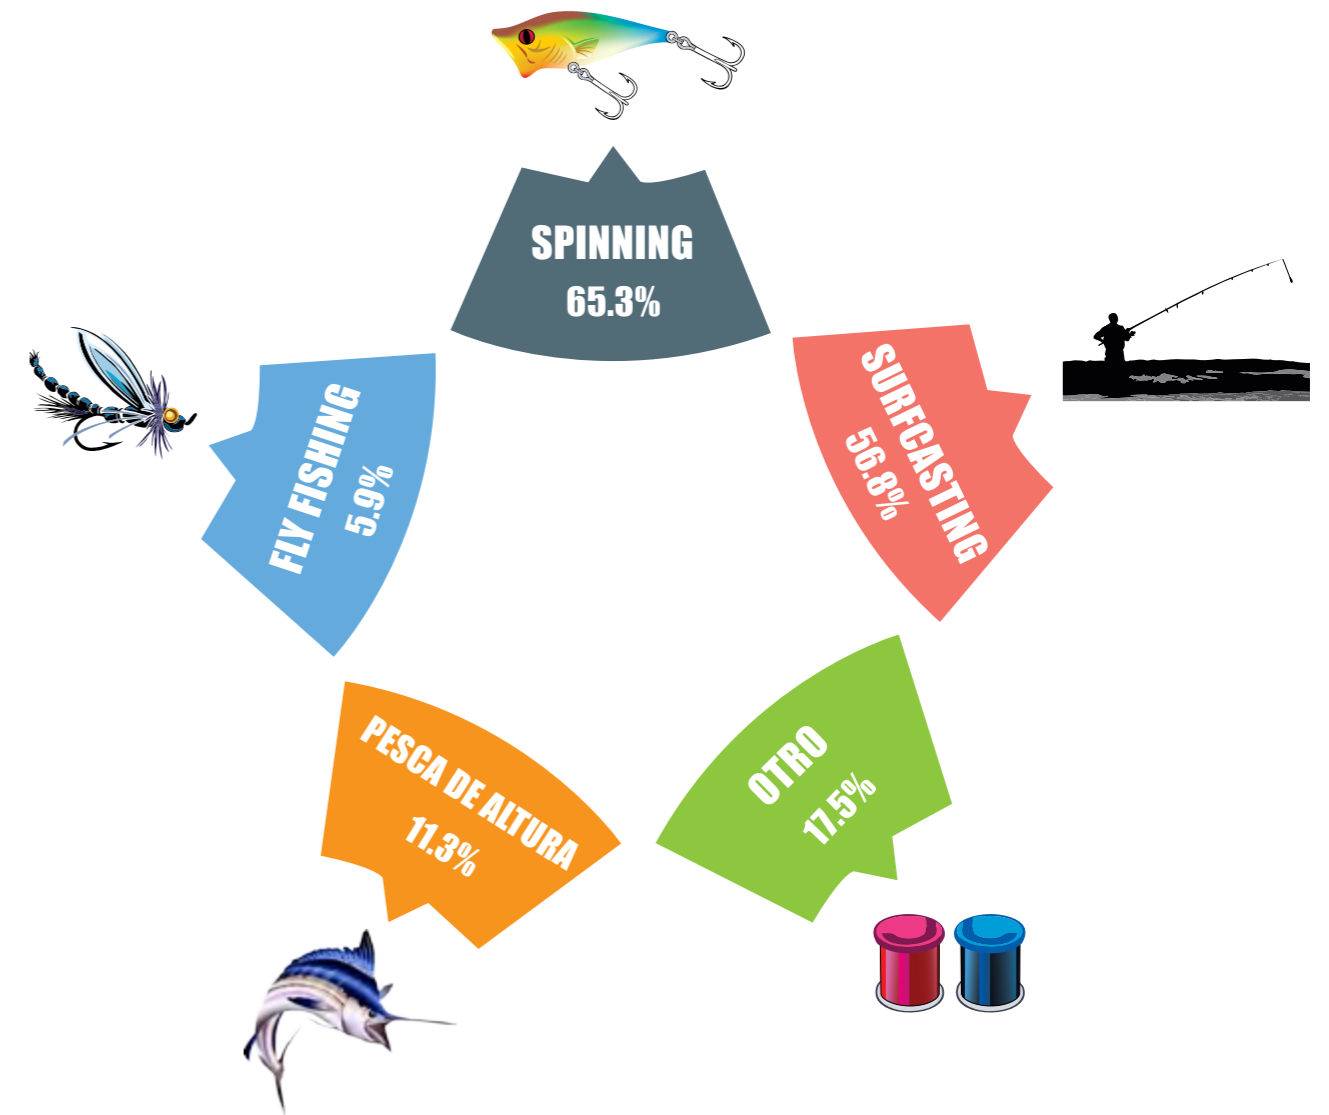 SPINNING
65.3%
SURFCASTING
56.8%
FLY FISHING
5.9%
PESCA DE ALTURA
11.3%
OTRO
17.5%